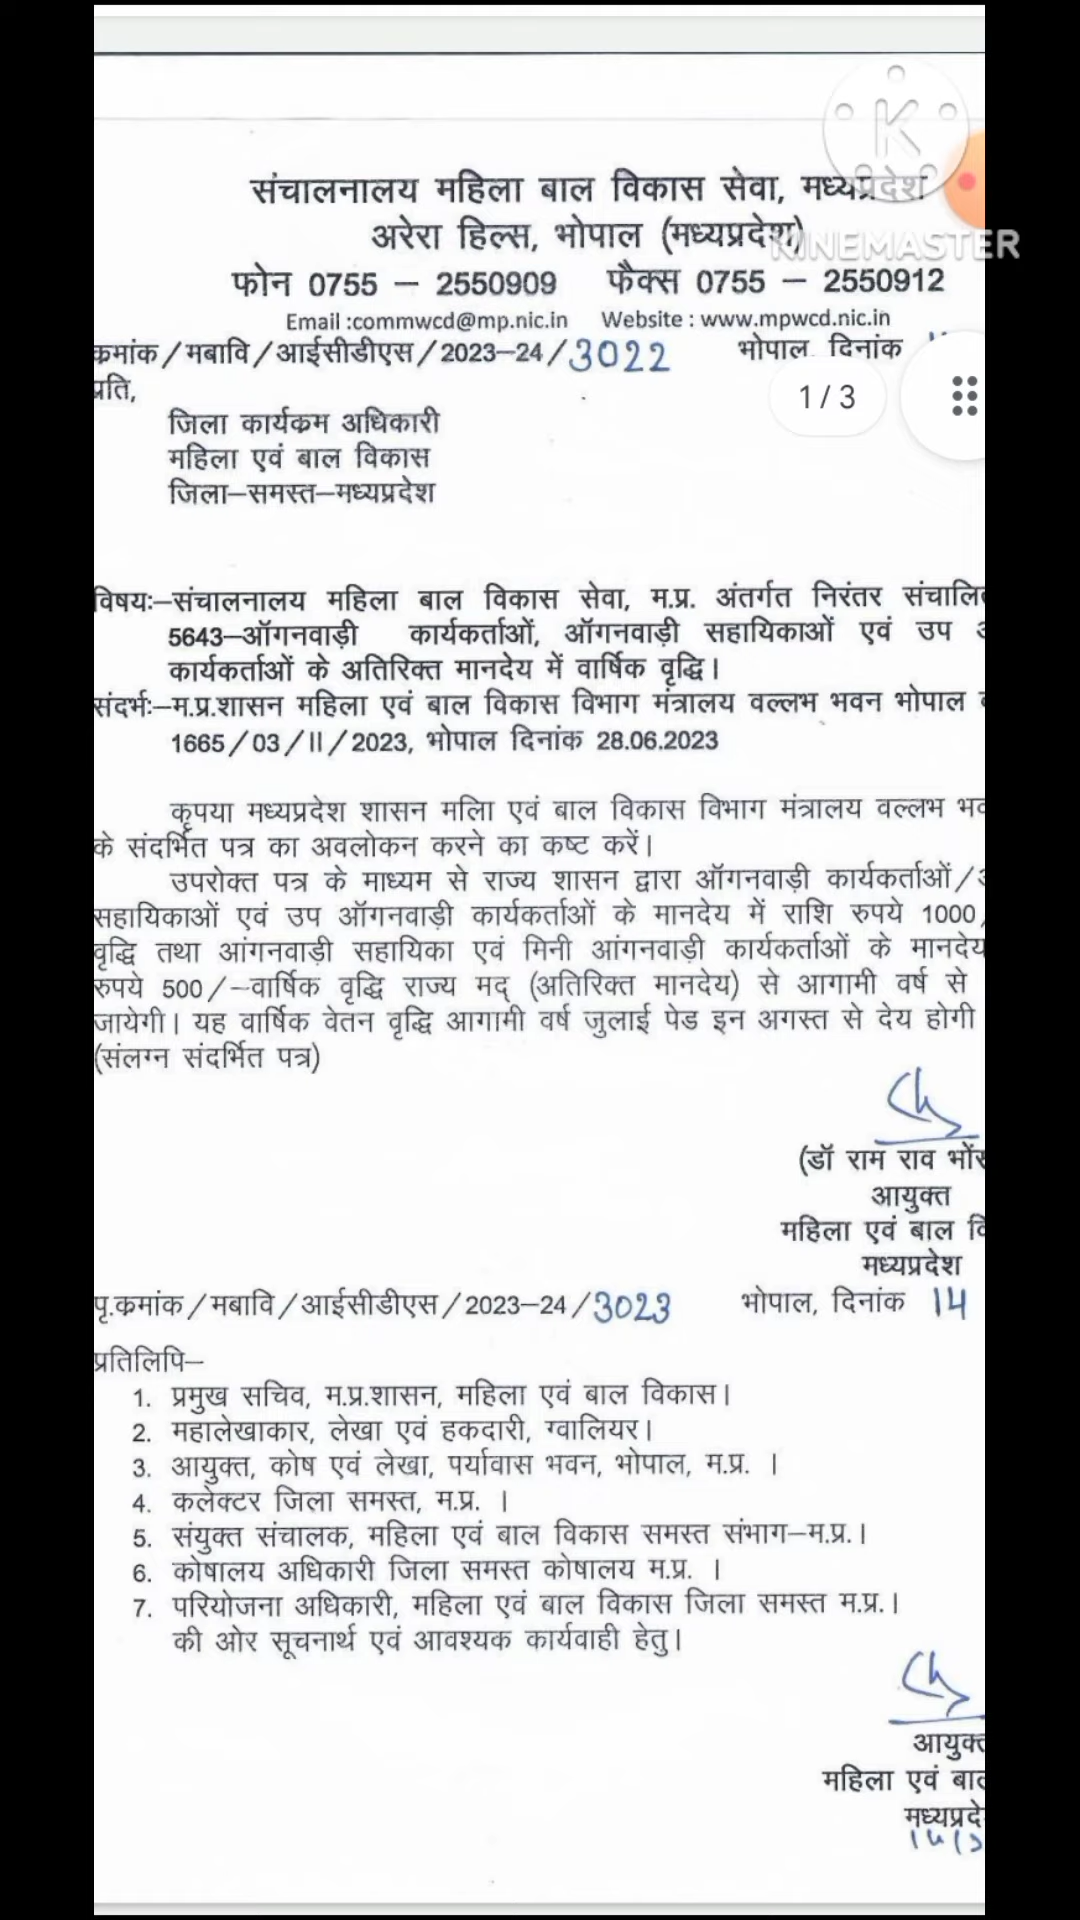 संचालनालय महिला बाल विकास सेवा, मध्यप्रदेश
अरेरा हिल्स, भोपाल (मध्यप्रदेश)
KINEMASTER
फोन 0755 – 2550909 फैक्स 0755 – 2550912
Email :commwcd@mp.nic.in Website : www.mpwcd.nic.in
क्रमांक/मबावि/आईसीडीएस/2023–24/3022 भोपाल दिनांक
प्रति,
1 / 3
जिला कार्यक्रम अधिकारी
महिला एवं बाल विकास
जिला–समस्त–मध्यप्रदेश
विषयः–संचालनालय महिला बाल विकास सेवा, म.प्र. अंतर्गत निरंतर
5643–ऑगनवाड़ी कार्यकर्ताओं, ऑगनवाड़ी सहायिकाओं एवं उप
कार्यकर्ताओं के अतिरिक्त मानदेय में वार्षिक वृद्धि।
संदर्भः–म.प्र.शासन महिला एवं बाल विकास विभाग मंत्रालय वल्लभ भवन भोपाल
1665/03/II/2023, भोपाल दिनांक 28.06.2023
कृपया मध्यप्रदेश शासन मलिा एवं बाल विकास विभाग मंत्रालय वल्लभ
के संदर्भित पत्र का अवलोकन करने का कष्ट करें।
उपरोक्त पत्र के माध्यम से राज्य शासन द्वारा ऑगनवाड़ी कार्यकर्ताओं/
सहायिकाओं एवं उप ऑगनवाड़ी कार्यकर्ताओं के मानदेय में राशि रुपये 1000/
वृद्धि तथा आंगनवाड़ी सहायिका एवं मिनी आंगनवाड़ी कार्यकर्ताओं के मानदेय
रुपये 500/–वार्षिक वृद्धि राज्य मद् (अतिरिक्त मानदेय) से आगामी वर्ष से
जायेगी। यह वार्षिक वेतन वृद्धि आगामी वर्ष जुलाई पेड इन अगस्त से देय होगी
(संलग्न संदर्भित पत्र)
(डॉ राम राव
आयुक्त
महिला एवं बाल
मध्यप्रदेश
पृ.क्रमांक/मबावि/आईसीडीएस/2023–24/3023 भोपाल, दिनांक 14
प्रतिलिपि–
1. प्रमुख सचिव, म.प्र.शासन, महिला एवं बाल विकास।
2. महालेखाकार, लेखा एवं हकदारी, ग्वालियर।
3. आयुक्त, कोष एवं लेखा, पर्यावास भवन, भोपाल, म.प्र. ।
4. कलेक्टर जिला समस्त, म.प्र. ।
5. संयुक्त संचालक, महिला एवं बाल विकास समस्त संभाग–म.प्र.।
6. कोषालय अधिकारी जिला समस्त कोषालय म.प्र. ।
7. परियोजना अधिकारी, महिला एवं बाल विकास जिला समस्त म.प्र.।
की ओर सूचनार्थ एवं आवश्यक कार्यवाही हेतु।
आयुक्त
महिला एवं बाल